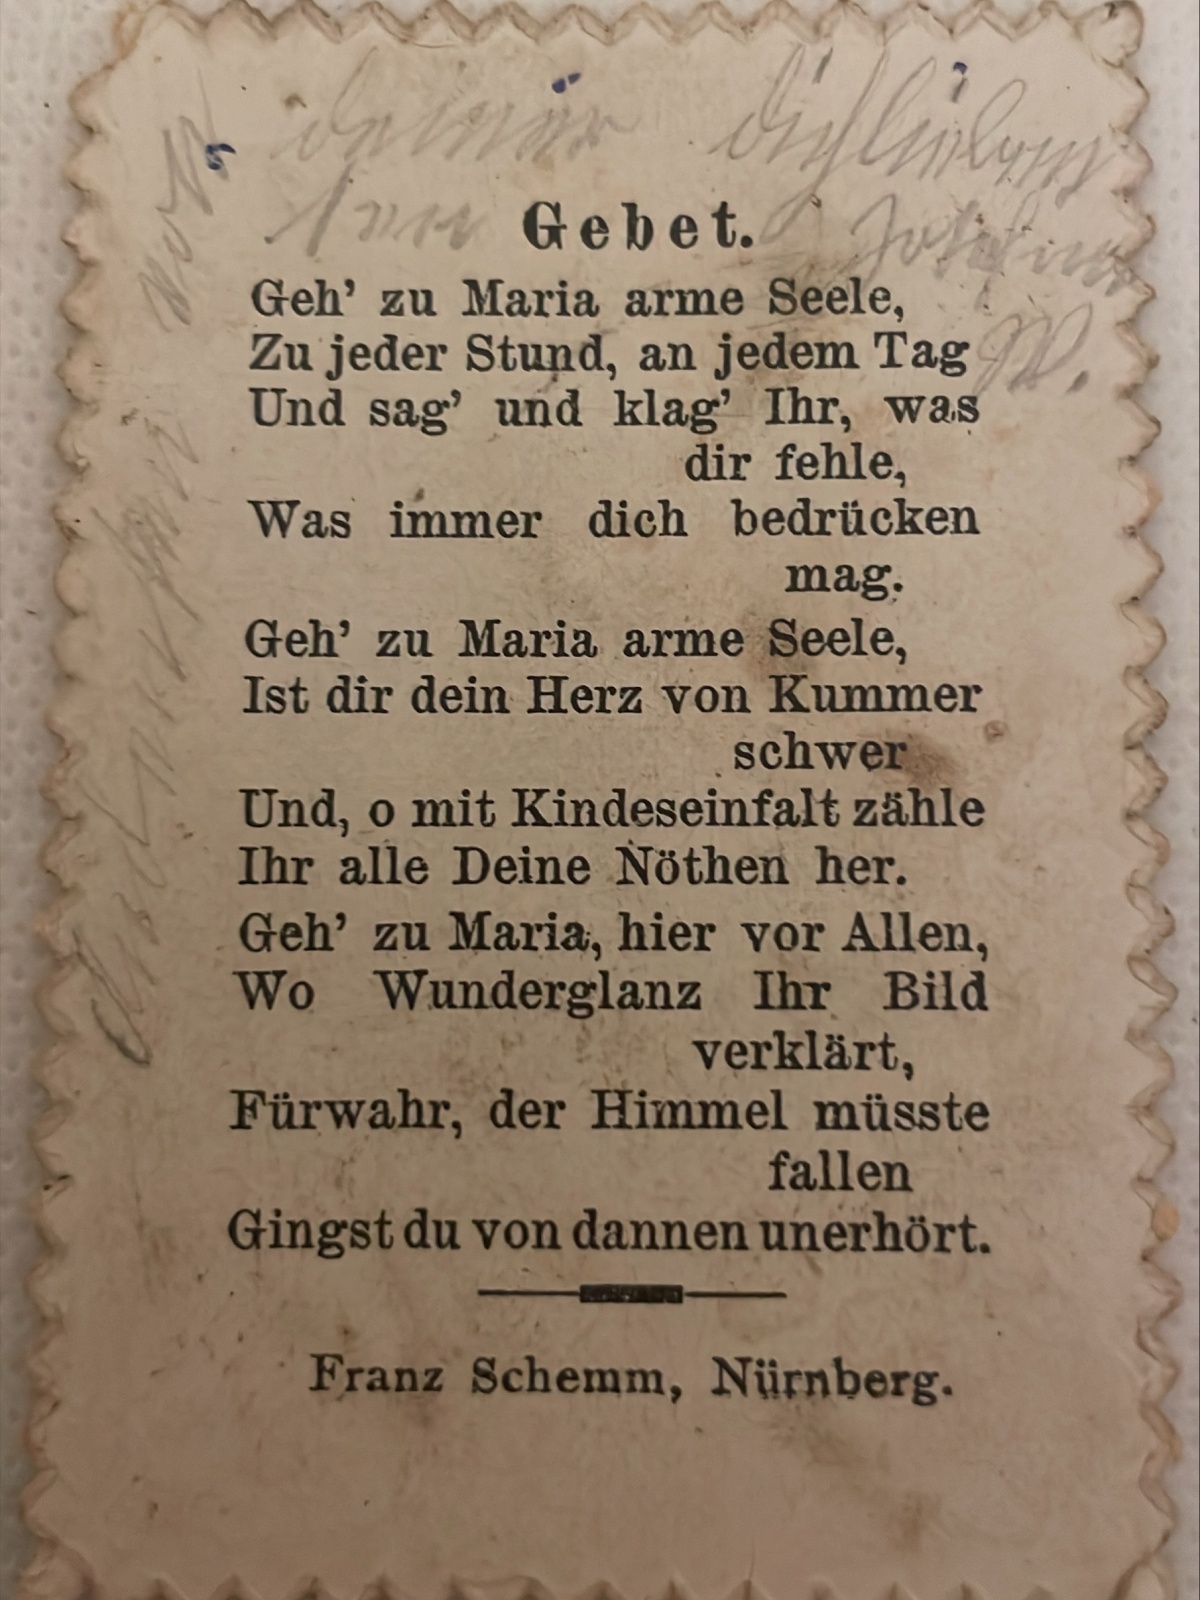 Gebet.
Geh' zu Maria arme Seele,
Zu jeder Stund, an jedem Tag
Und sag' und klag' Ihr, was
dir fehle,
Was immer dich bedrücken
mag.
Geh' zu Maria arme Seele,
Ist dir dein Herz von Kummer
schwer
Und, o mit Kindeseinfalt zähle
Ihr alle Deine Nöthen her.
Geh' zu Maria, hier vor Allen,
Wo Wunderglanz Ihr Bild
verklärt,
Fürwahr, der Himmel müsste
fallen
Gingst du von dannen unerhört.
Franz Schemm, Nürnberg.